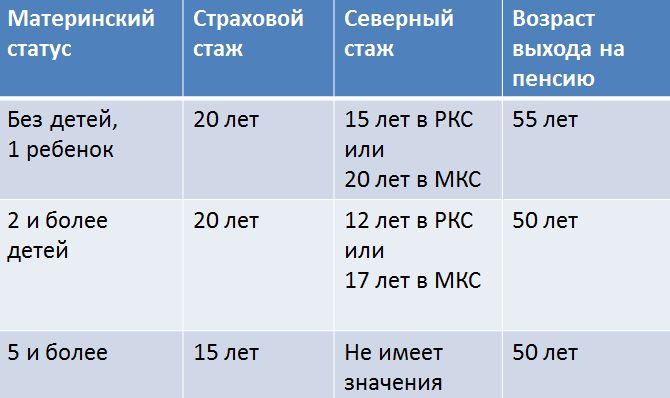 Материнский статус
Страховой стаж
Северный стаж
Возраст выхода на пенсию
Без детей, 1 ребенок
20 лет
15 лет в РКС или 20 лет в МКС
55 лет
2 и более детей
20 лет
12 лет в РКС или 17 лет в МКС
50 лет
5 и более
15 лет
Не имеет значения
50 лет